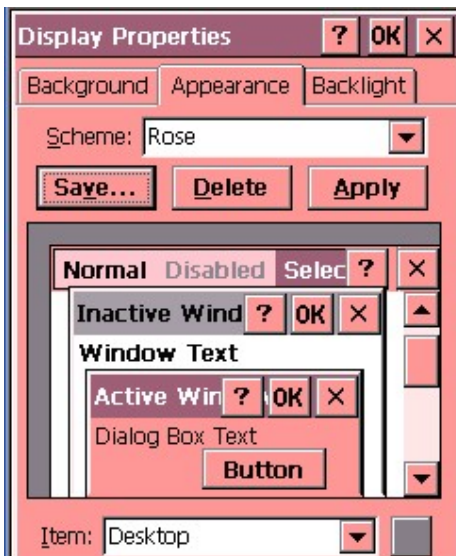 Display Properties ? OK ×
Background Appearance Backlight
Scheme: Rose
Save... Delete Apply
Normal Disabled Selec ? ×
Inactive Wind ? OK ×
Window Text
Active Win ? OK ×
Dialog Box Text
Button
Item: Desktop